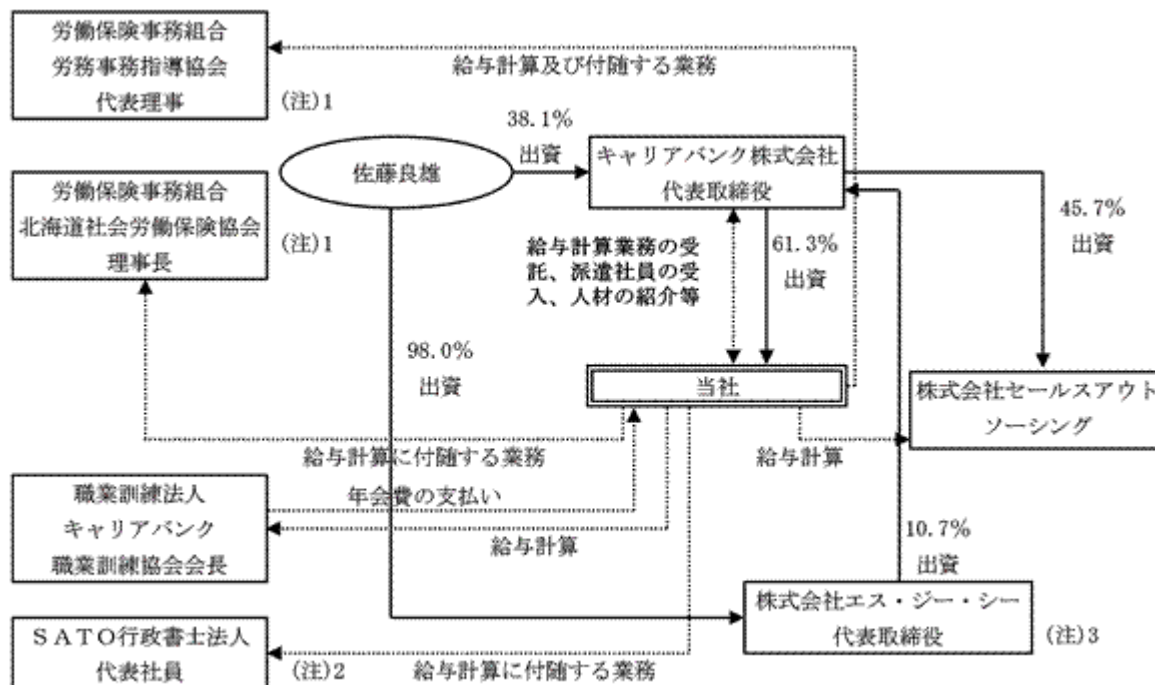 労働保険事務組合
労務事務指導協会
代表理事
(注)1
給与計算及び付随する業務
38.1%
出資
佐藤良雄
キャリアバンク株式会社
代表取締役
労働保険事務組合
北海道社会労働保険協会
理事長
(注)1
給与計算業務の受
託、派遣社員の受
入、人材の紹介等
61.3%
出資
45.7%
出資
98.0%
出資
当社
株式会社セールスアウト
ソーシング
給与計算に付随する業務
給与計算
職業訓練法人
キャリアバンク
職業訓練協会会長
年会費の支払い
給与計算
10.7%
出資
株式会社エス・ジー・シー
代表取締役
(注)3
SATO行政書士法人
代表社員
(注)2
給与計算に付随する業務